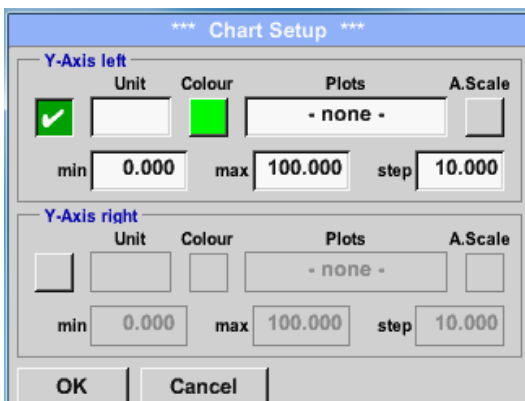 *** Chart Setup ***
Y-Axis left
Unit Colour Plots A.Scale
- none -
min 0.000 max 100.000 step 10.000
Y-Axis right
Unit Colour Plots A.Scale
- none -
min 0.000 max 100.000 step 10.000
OK Cancel